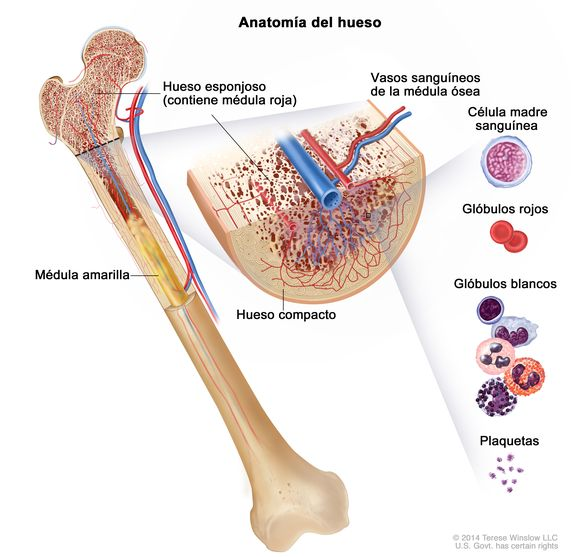 Anatomía del hueso
Hueso esponjoso
(contiene médula roja)
Vasos sanguíneos
de la médula ósea
Célula madre
sanguínea
Glóbulos rojos
Médula amarilla
Glóbulos blancos
Hueso compacto
Plaquetas
© 2014 Terese Winslow LLC
U.S. Govt. has certain rights